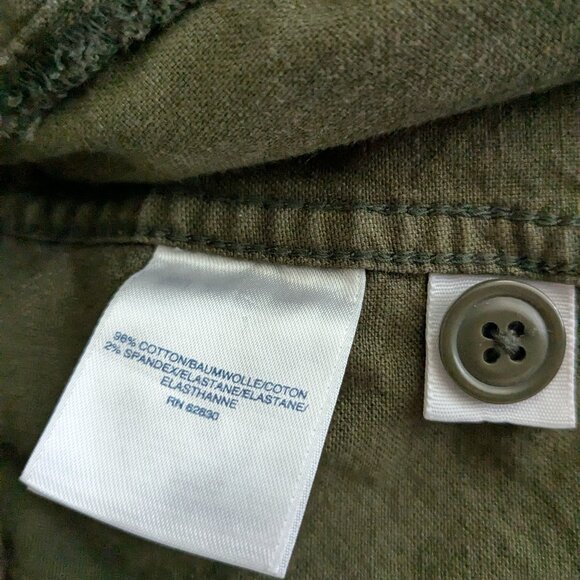 98% COTTON/BAUMWOLLE/COTON
2% SPANDEX/ELASTANE/ELASTANE/
ELASTHANNE
RN 62830